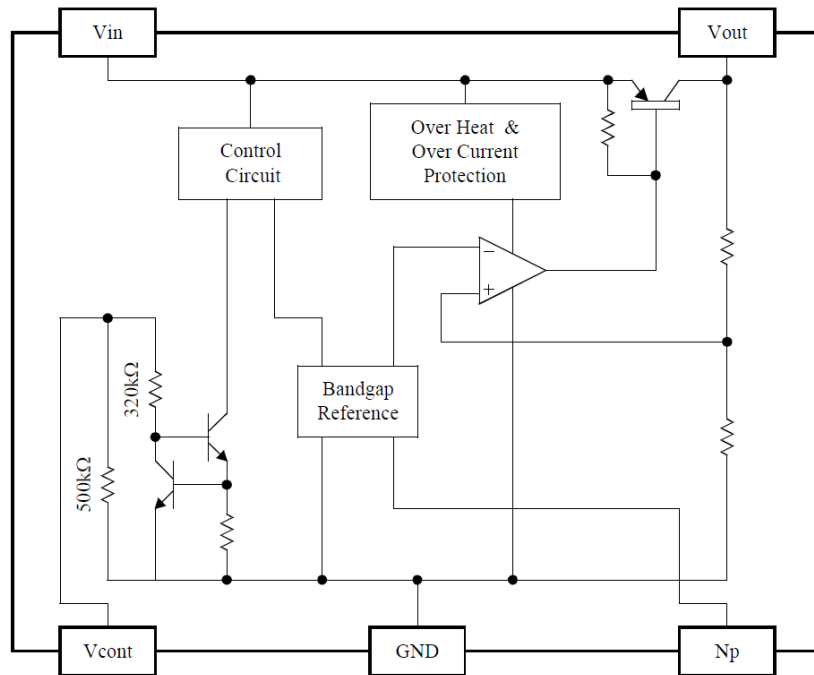 Vin
Vout
Control
Circuit
Over Heat &
Over Current
Protection
−
+
320kΩ
500kΩ
Bandgap
Reference
Vcont
GND
Np